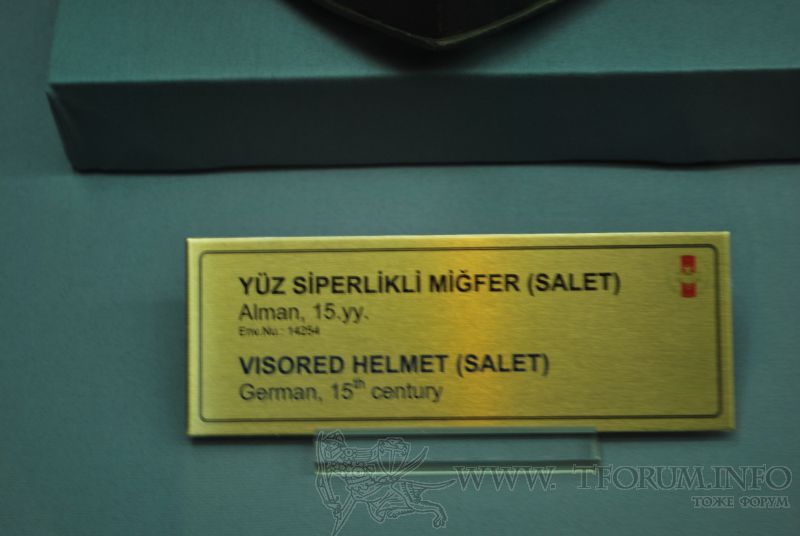 YÜZ SİPERLİKLİ MİĞFER (SALET)
Alman, 15.yy.
Env.No.: 14254
VISORED HELMET (SALET)
German, 15th century
WWW. TFORUM.INFO
ТОЖЕ ФОРУМ